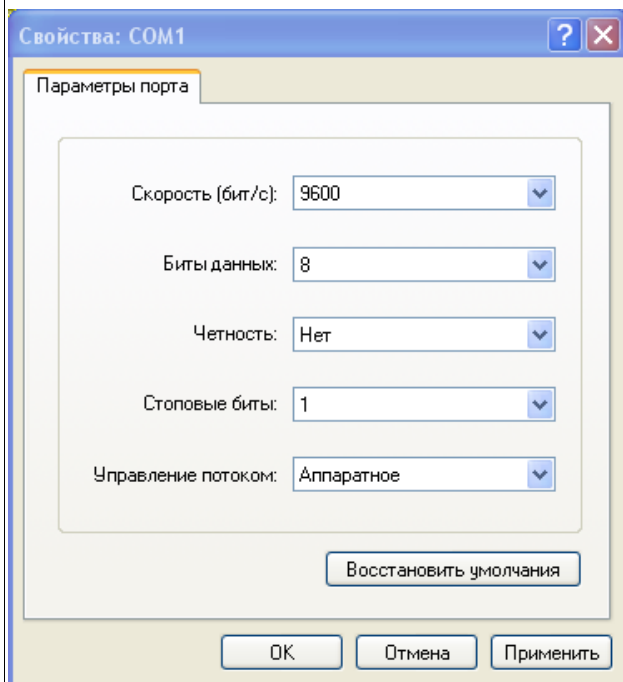 Свойства: COM1
Параметры порта
Скорость (бит/с): 9600
Биты данных: 8
Четность: Нет
Стоповые биты: 1
Управление потоком: Аппаратное
Восстановить умолчания
ОК Отмена Применить